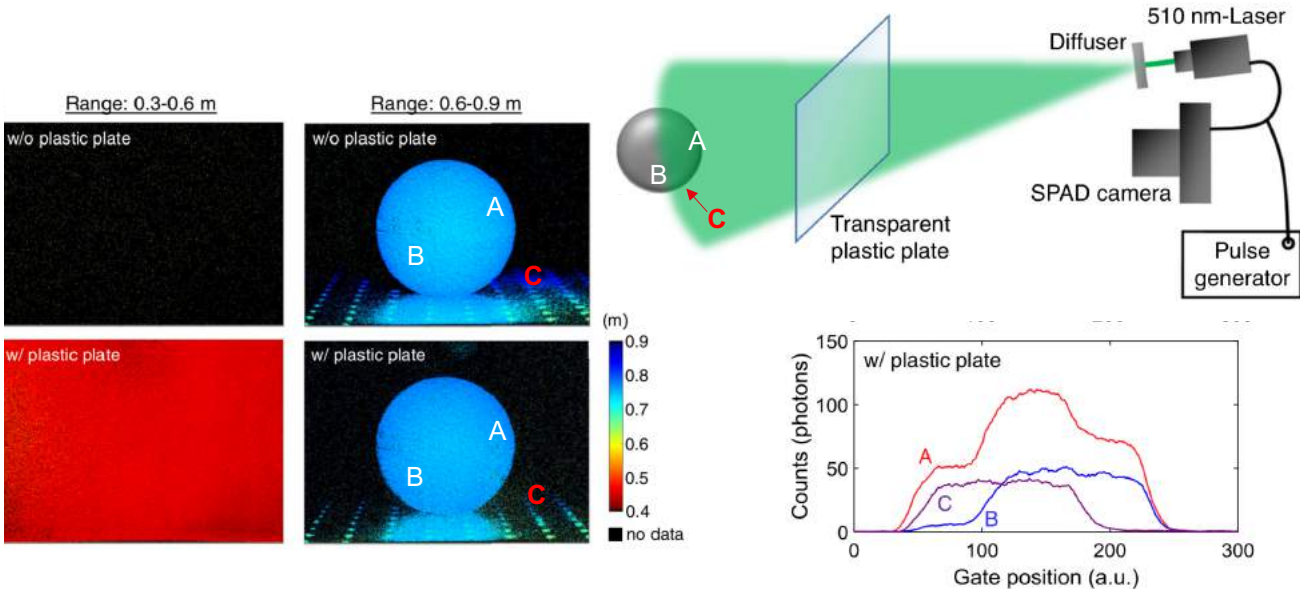 Range: 0.3-0.6 m
Range: 0.6-0.9 m
w/o plastic plate
w/o plastic plate
A
B
C
w/ plastic plate
w/ plastic plate
A
B
C
(m)
0.9
0.8
0.7
0.6
0.5
0.4
no data
510 nm-Laser
Diffuser
A
B
C
SPAD camera
Transparent
plastic plate
Pulse
generator
150
100
50
0
Counts (photons)
w/ plastic plate
A
C
B
0
100
200
300
Gate position (a.u.)